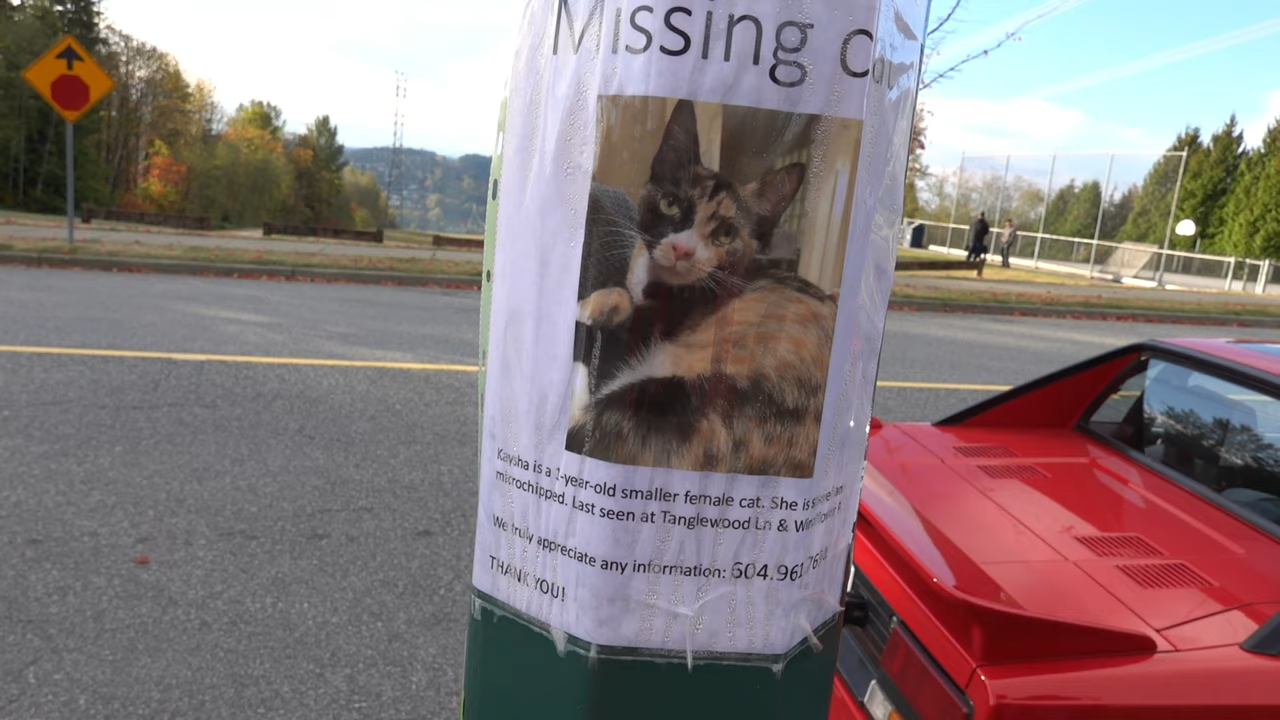 Missing
Kaysha is a 1-year-old smaller female cat. She is
microchipped. Last seen at Tanglewood Ln &
We truly appreciate any information: 604.961
THANK YOU!